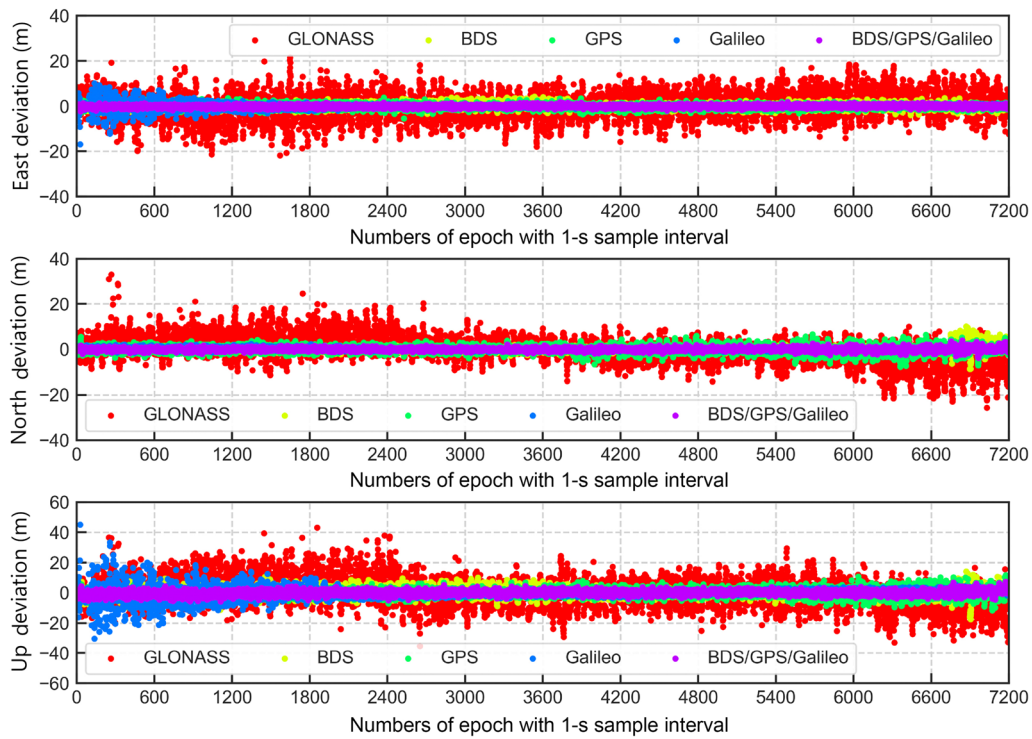 East deviation (m)
40
20
0
−20
−40
GLONASS BDS GPS Galileo BDS/GPS/Galileo
0 600 1200 1800 2400 3000 3600 4200 4800 5400 6000 6600 7200
Numbers of epoch with 1-s sample interval
North deviation (m)
40
20
0
−20
−40
GLONASS BDS GPS Galileo BDS/GPS/Galileo
0 600 1200 1800 2400 3000 3600 4200 4800 5400 6000 6600 7200
Numbers of epoch with 1-s sample interval
Up deviation (m)
60
40
20
0
−20
−40
−60
GLONASS BDS GPS Galileo BDS/GPS/Galileo
0 600 1200 1800 2400 3000 3600 4200 4800 5400 6000 6600 7200
Numbers of epoch with 1-s sample interval